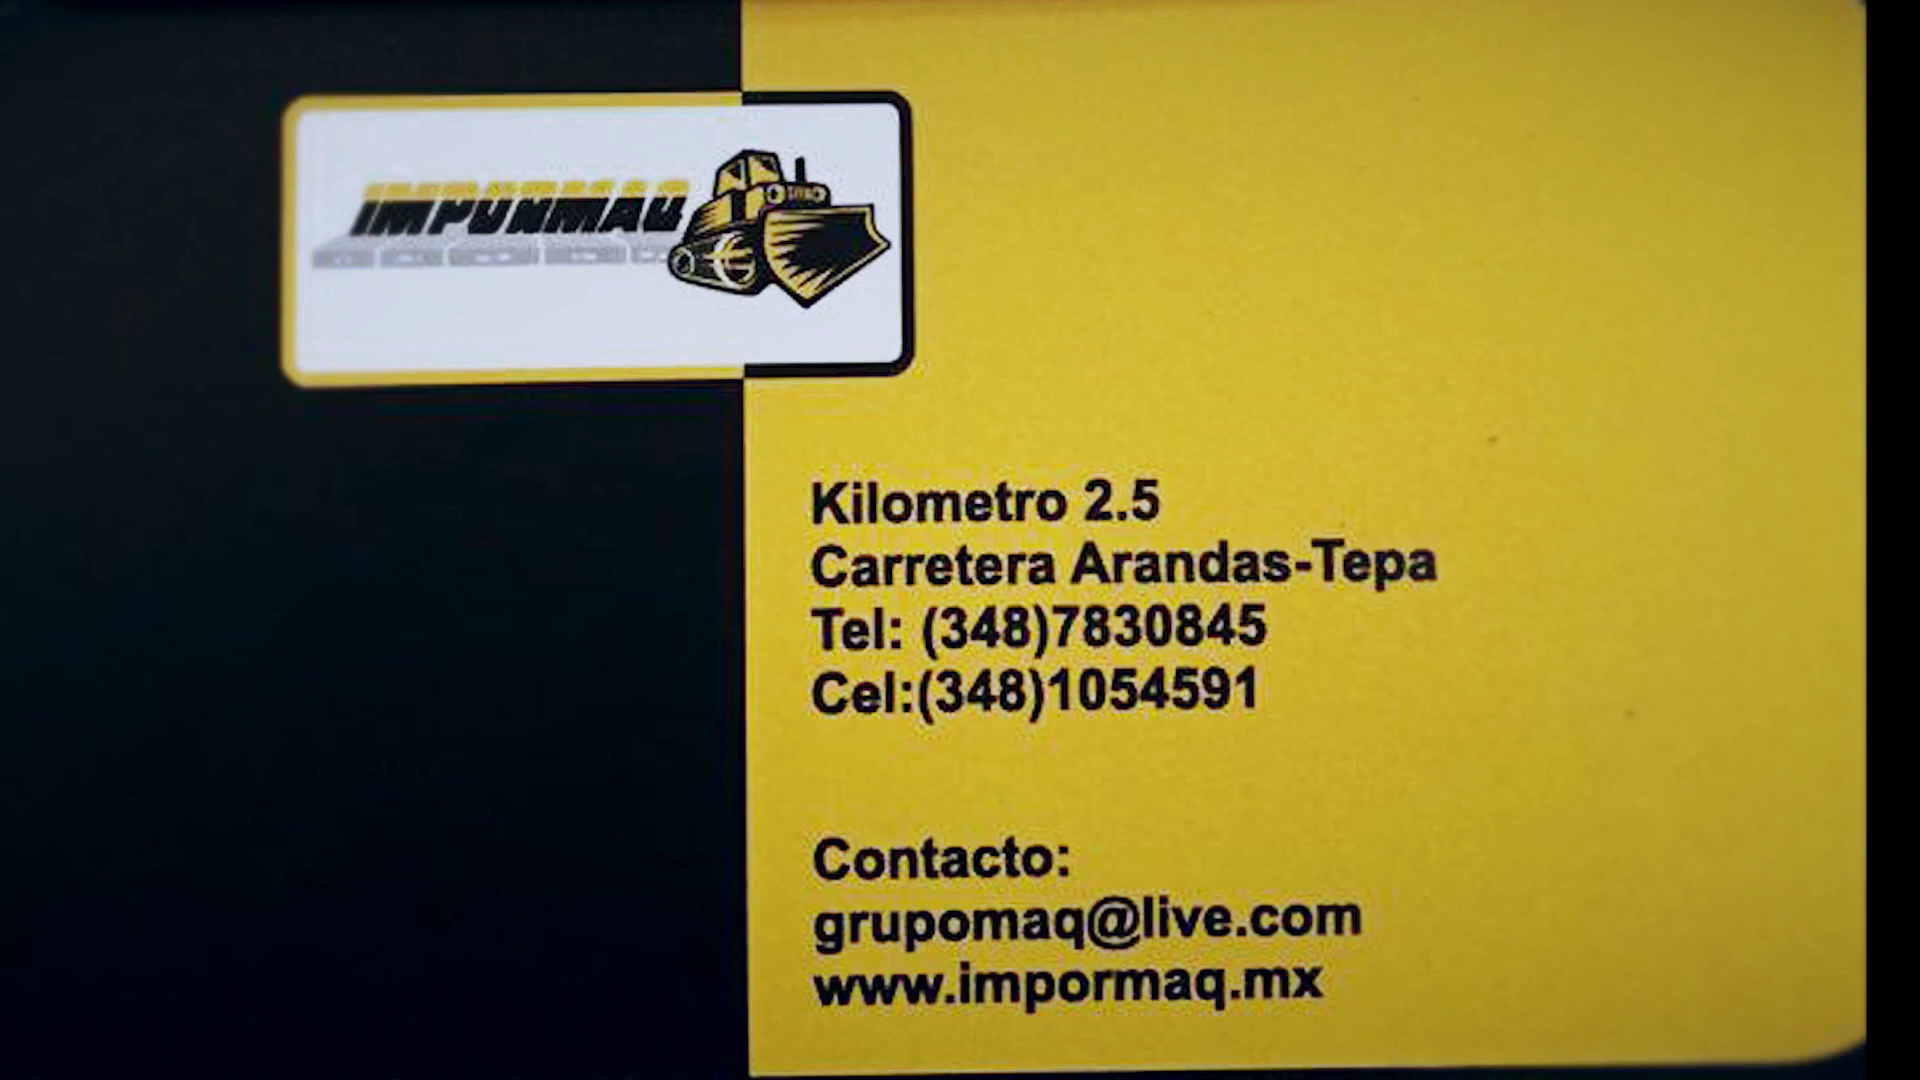 IMPORMAQ
Kilometro 2.5
Carretera Arandas-Tepa
Tel: (348)7830845
Cel:(348)1054591
Contacto:
grupomaq@live.com
www.impormaq.mx